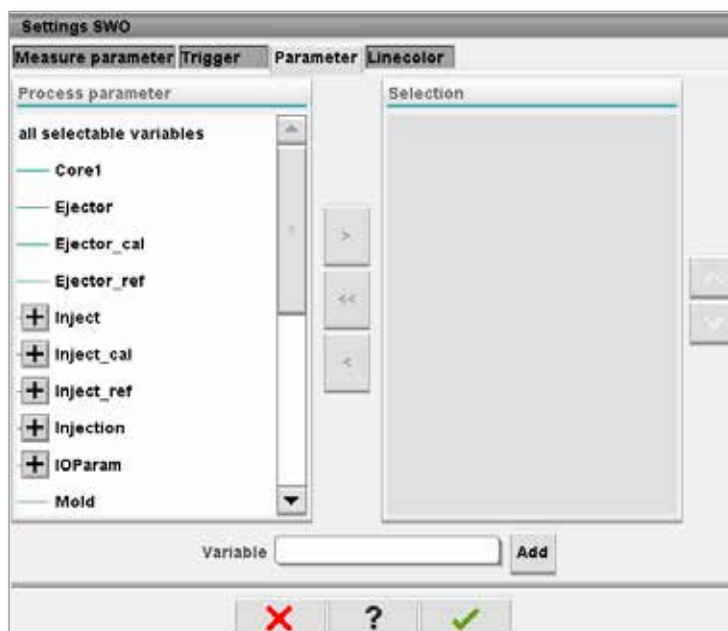 Settings SWO
Measure parameter Trigger Parameter Linecolor
Process parameter
Selection
all selectable variables
Core1
Ejector
Ejector_cal
Ejector_ref
Inject
Inject_cal
Inject_ref
Injection
IOParam
Mold
>
<<
<
Variable
Add
?